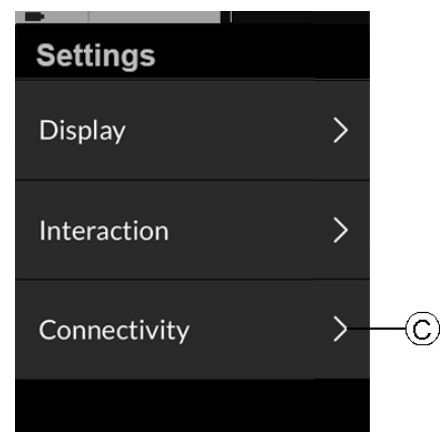 Settings
Display
Interaction
Connectivity
C